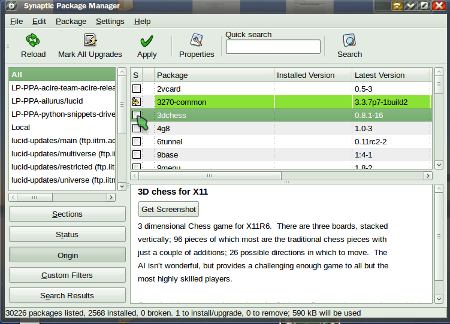 Synaptic Package Manager
File Edit Package Settings Help
Quick search
Reload Mark All Upgrades Apply Properties Search
All
LP-PPA-acire-team-acire-relea
LP-PPA-ailurus/lucid
LP-PPA-python-snippets-drive
Local
lucid-updates/main (ftp.iitm.ac
lucid-updates/multiverse (ftp.ii
lucid-updates/restricted (ftp.iit
lucid-updates/universe (ftp.iitm
S Package Installed Version Latest Version
2vcard 0.5-3
3270-common 3.3.7p7-1build2
3dchess 0.8.1-16
4g8 1.0-3
6tunnel 0.11rc2-2
9base 1:4-1
9menu 1.8-2
Sections
Status
Origin
Custom Filters
Search Results
3D chess for X11
Get Screenshot
3 dimensional Chess game for X11R6. There are three boards, stacked
vertically; 96 pieces of which most are the traditional chess pieces with
just a couple of additions; 26 possible directions in which to move. The
AI isn't wonderful, but provides a challenging enough game to all but the
most highly skilled players.
30226 packages listed, 2568 installed, 0 broken. 1 to install/upgrade, 0 to remove; 590 kB will be used